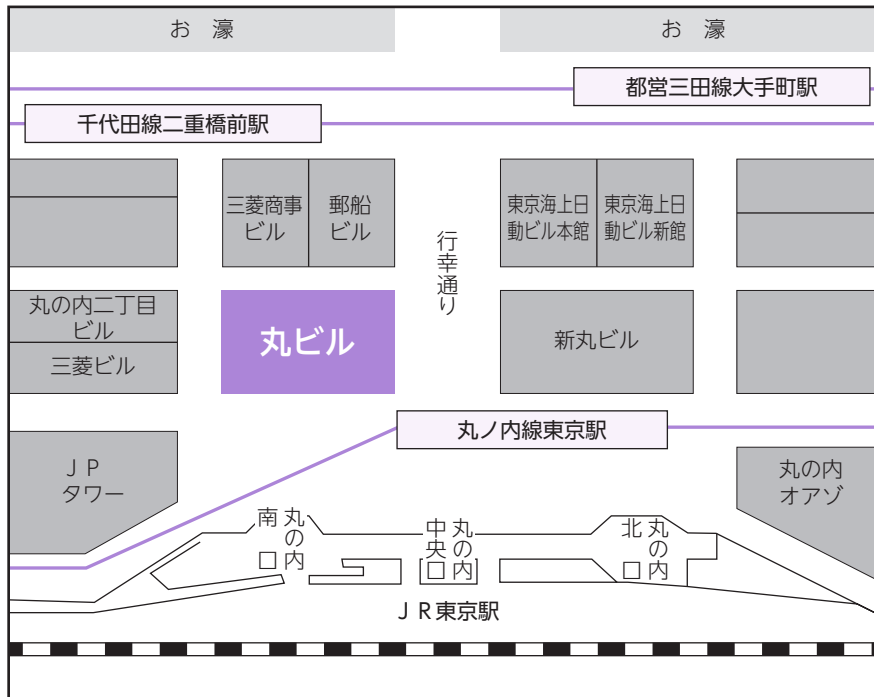 お 濠
お 濠
都営三田線大手町駅
千代田線二重橋前駅
三菱商事
ビル
郵船
ビル
行幸通り
東京海上日
動ビル本館
東京海上日
動ビル新館
丸の内二丁目
ビル
三菱ビル
丸ビル
新丸ビル
丸ノ内線東京駅
ＪＰ
タワー
丸の内
オアゾ
丸の内
南口
丸の内
中央口
丸の内
北口
ＪＲ東京駅